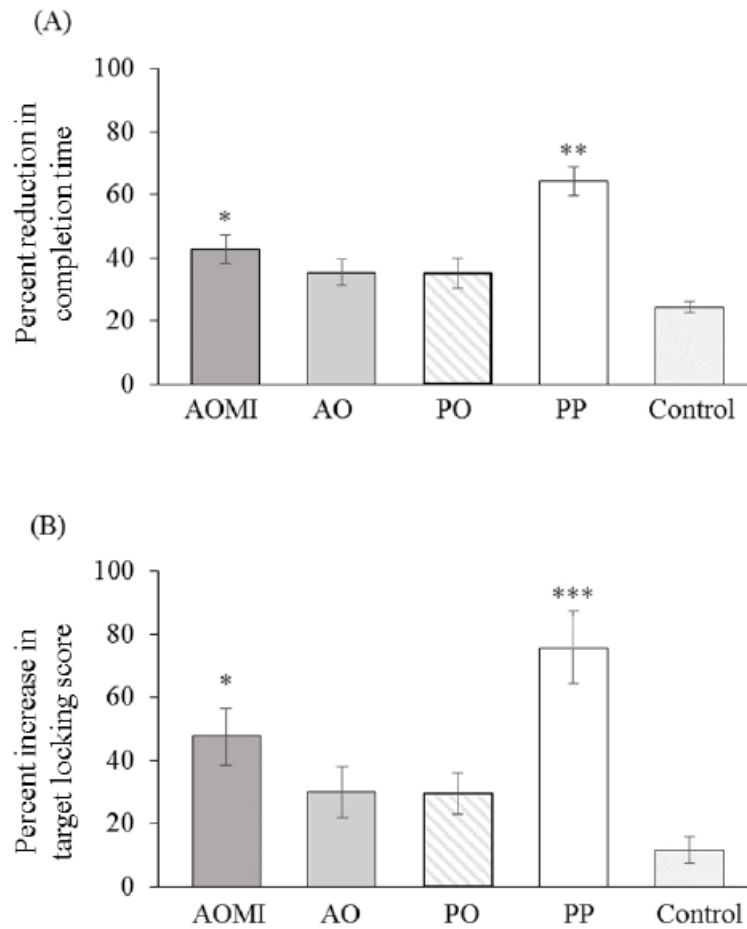 (A)
Percent reduction in
completion time
100
80
60
40
20
0
*
**
AOMI AO PO PP Control
(B)
Percent increase in
target locking score
100
80
60
40
20
0
*
***
AOMI AO PO PP Control